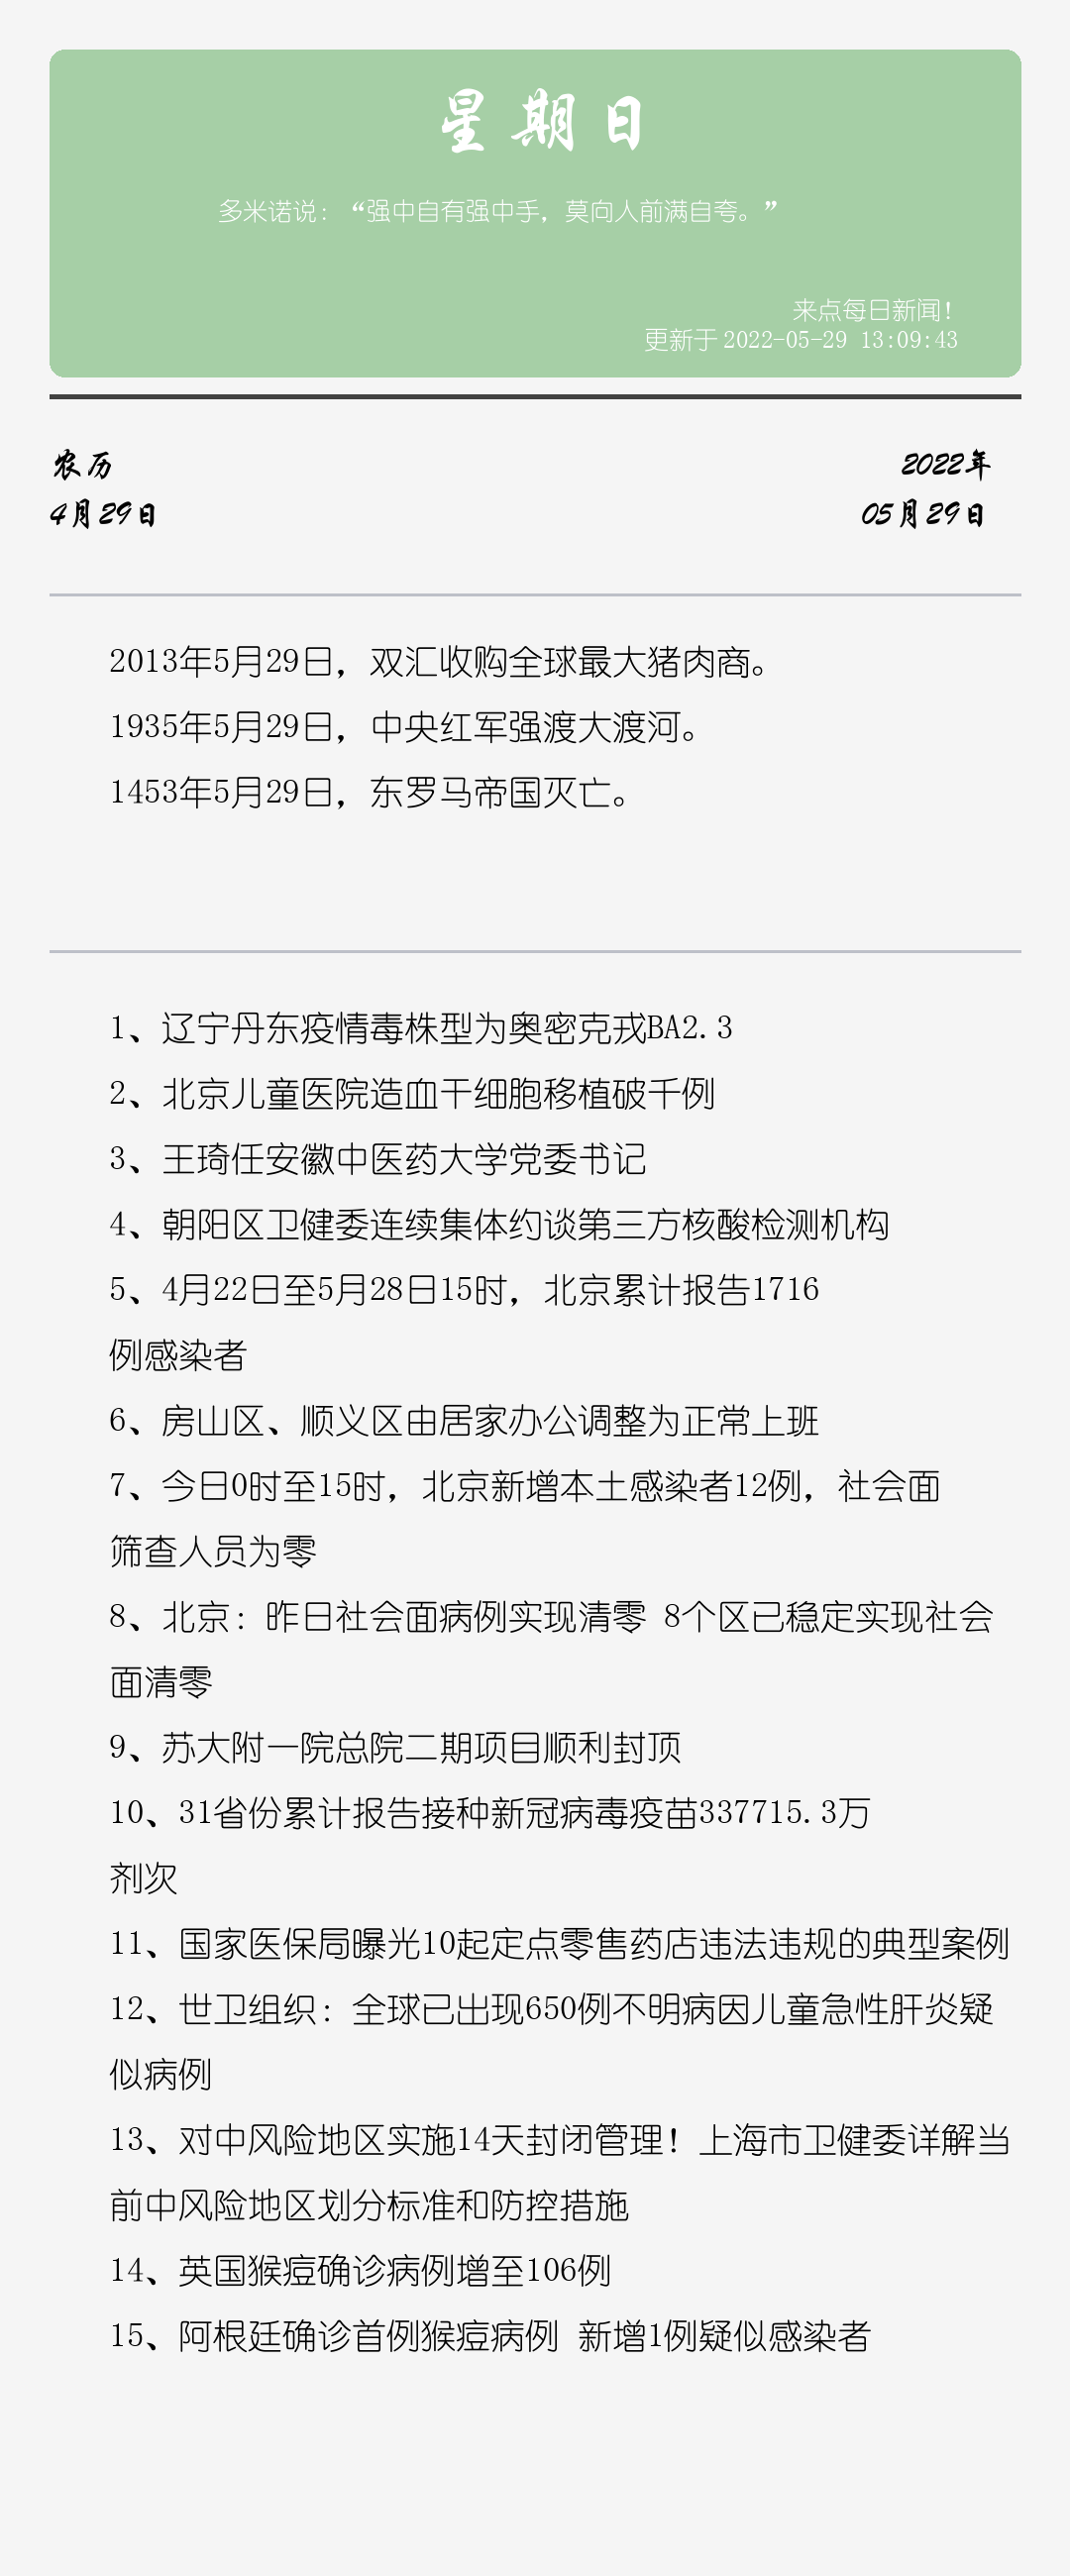 星期日
多米诺说：“强中自有强中手，莫向人前满自夸。”
来点每日新闻！
更新于 2022-05-29 13:09:43
农历
4月29日
2022年
05月29日
2013年5月29日，双汇收购全球最大猪肉商。
1935年5月29日，中央红军强渡大渡河。
1453年5月29日，东罗马帝国灭亡。
1、辽宁丹东疫情毒株型为奥密克戎BA2.3
2、北京儿童医院造血干细胞移植破千例
3、王琦任安徽中医药大学党委书记
4、朝阳区卫健委连续集体约谈第三方核酸检测机构
5、4月22日至5月28日15时，北京累计报告1716
例感染者
6、房山区、顺义区由居家办公调整为正常上班
7、今日0时至15时，北京新增本土感染者12例，社会面
筛查人员为零
8、北京：昨日社会面病例实现清零 8个区已稳定实现社会
面清零
9、苏大附一院总院二期项目顺利封顶
10、31省份累计报告接种新冠病毒疫苗337715.3万
剂次
11、国家医保局曝光10起定点零售药店违法违规的典型案例
12、世卫组织：全球已出现650例不明病因儿童急性肝炎疑
似病例
13、对中风险地区实施14天封闭管理！上海市卫健委详解当
前中风险地区划分标准和防控措施
14、英国猴痘确诊病例增至106例
15、阿根廷确诊首例猴痘病例 新增1例疑似感染者